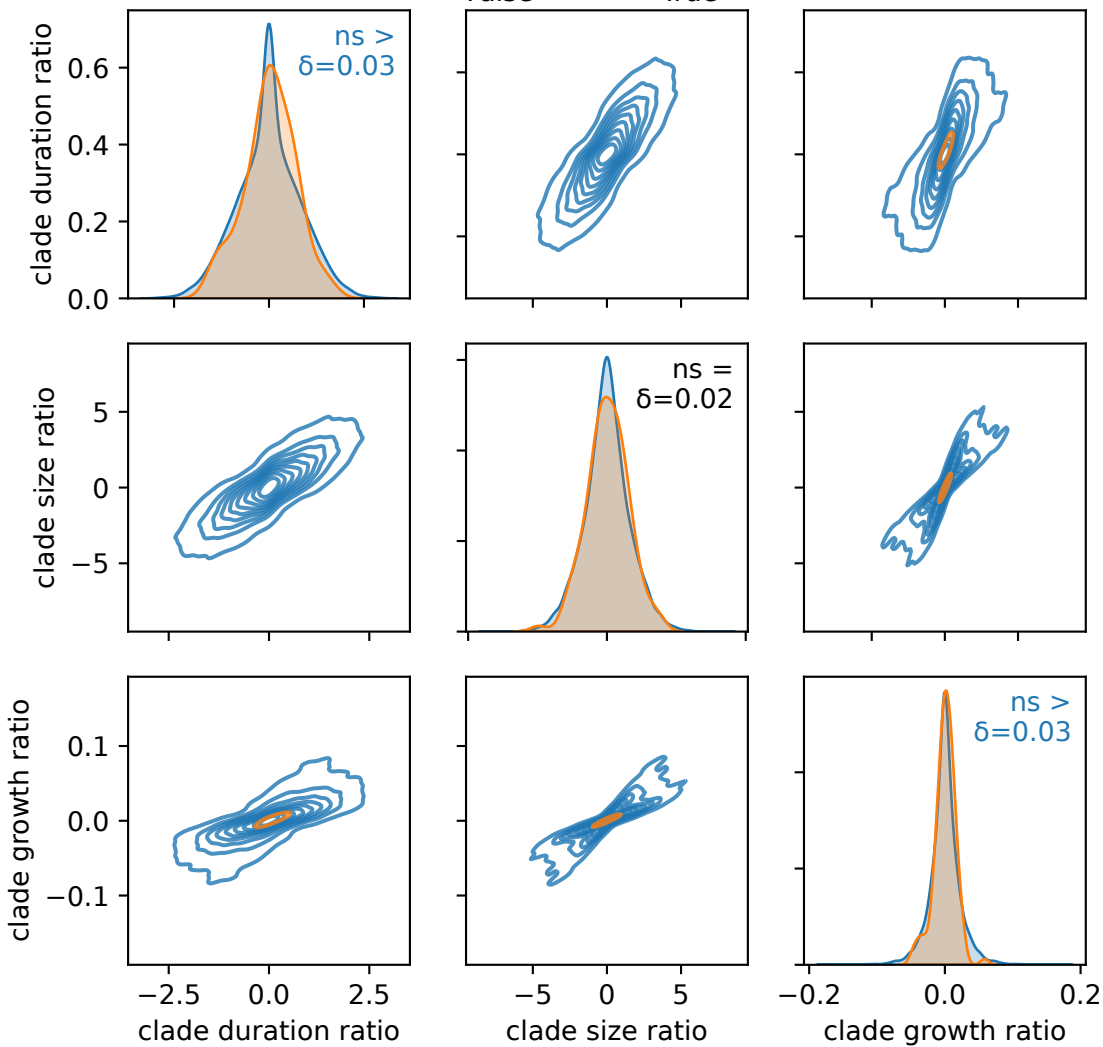 clade duration ratio
0.6
0.4
0.2
0.0
ns >
δ=0.03
clade size ratio
5
0
−5
ns =
δ=0.02
clade growth ratio
0.1
0.0
−0.1
ns >
δ=0.03
−2.5
0.0
2.5
−5
0
5
−0.2
0.0
0.2
clade duration ratio
clade size ratio
clade growth ratio